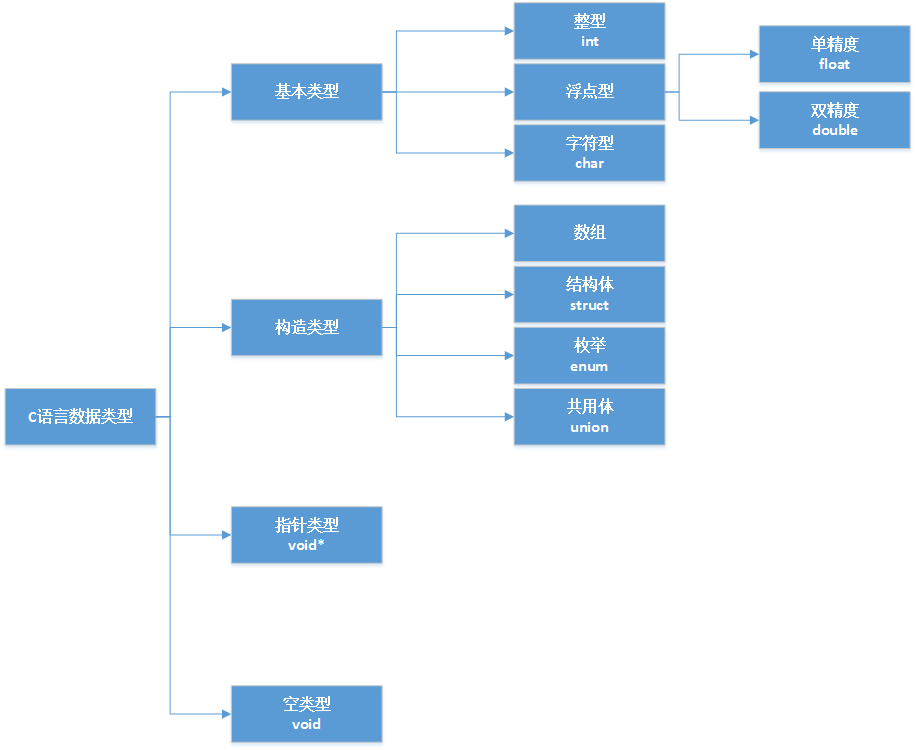 C语言数据类型
基本类型
整型
int
浮点型
单精度
float
双精度
double
字符型
char
构造类型
数组
结构体
struct
枚举
enum
共用体
union
指针类型
void*
空类型
void